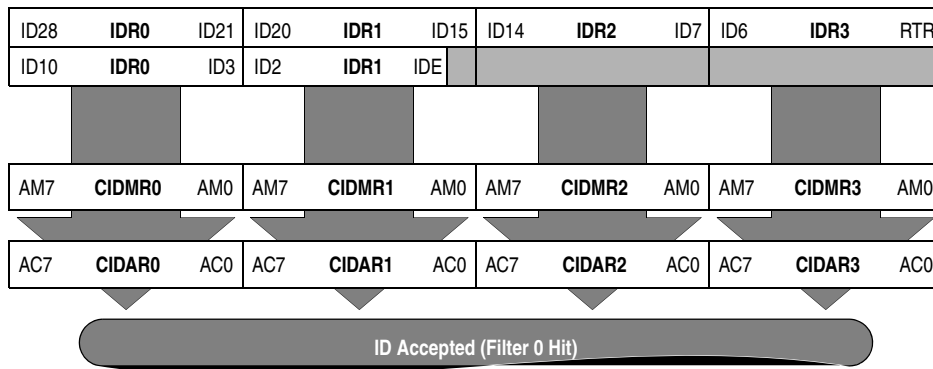 ID28 IDR0 ID21 ID20 IDR1 ID15 ID14 IDR2 ID7 ID6 IDR3 RTR
ID10 IDR0 ID3 ID2 IDR1 IDE
AM7 CIDMR0 AM0 AM7 CIDMR1 AM0 AM7 CIDMR2 AM0 AM7 CIDMR3 AM0
AC7 CIDAR0 AC0 AC7 CIDAR1 AC0 AC7 CIDAR2 AC0 AC7 CIDAR3 AC0
ID Accepted (Filter 0 Hit)